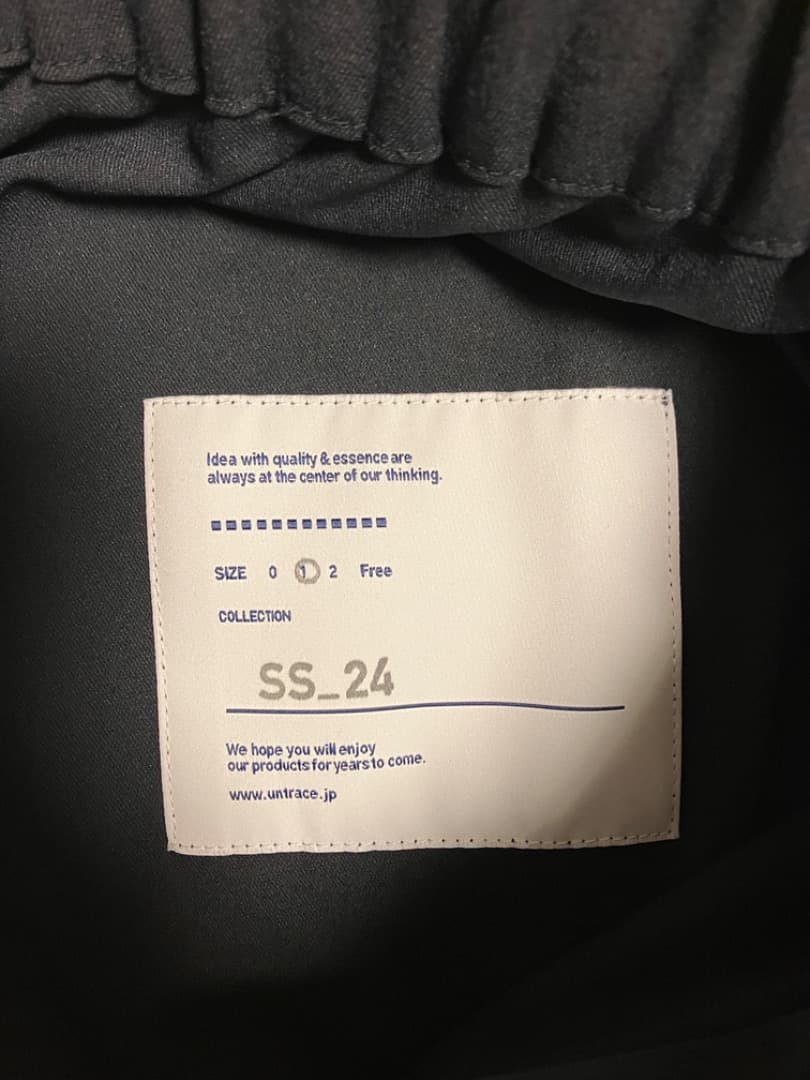 Idea with quality & essence are
always at the center of our thinking.
SIZE 0 1 2 Free
COLLECTION
SS_24
We hope you will enjoy
our products for years to come.
www.untrace.jp